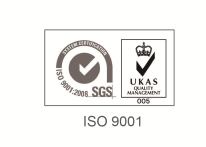 SYSTEM CERTIFICATION
ISO 9001:2008
SGS
UKAS
QUALITY
MANAGEMENT
005
ISO 9001